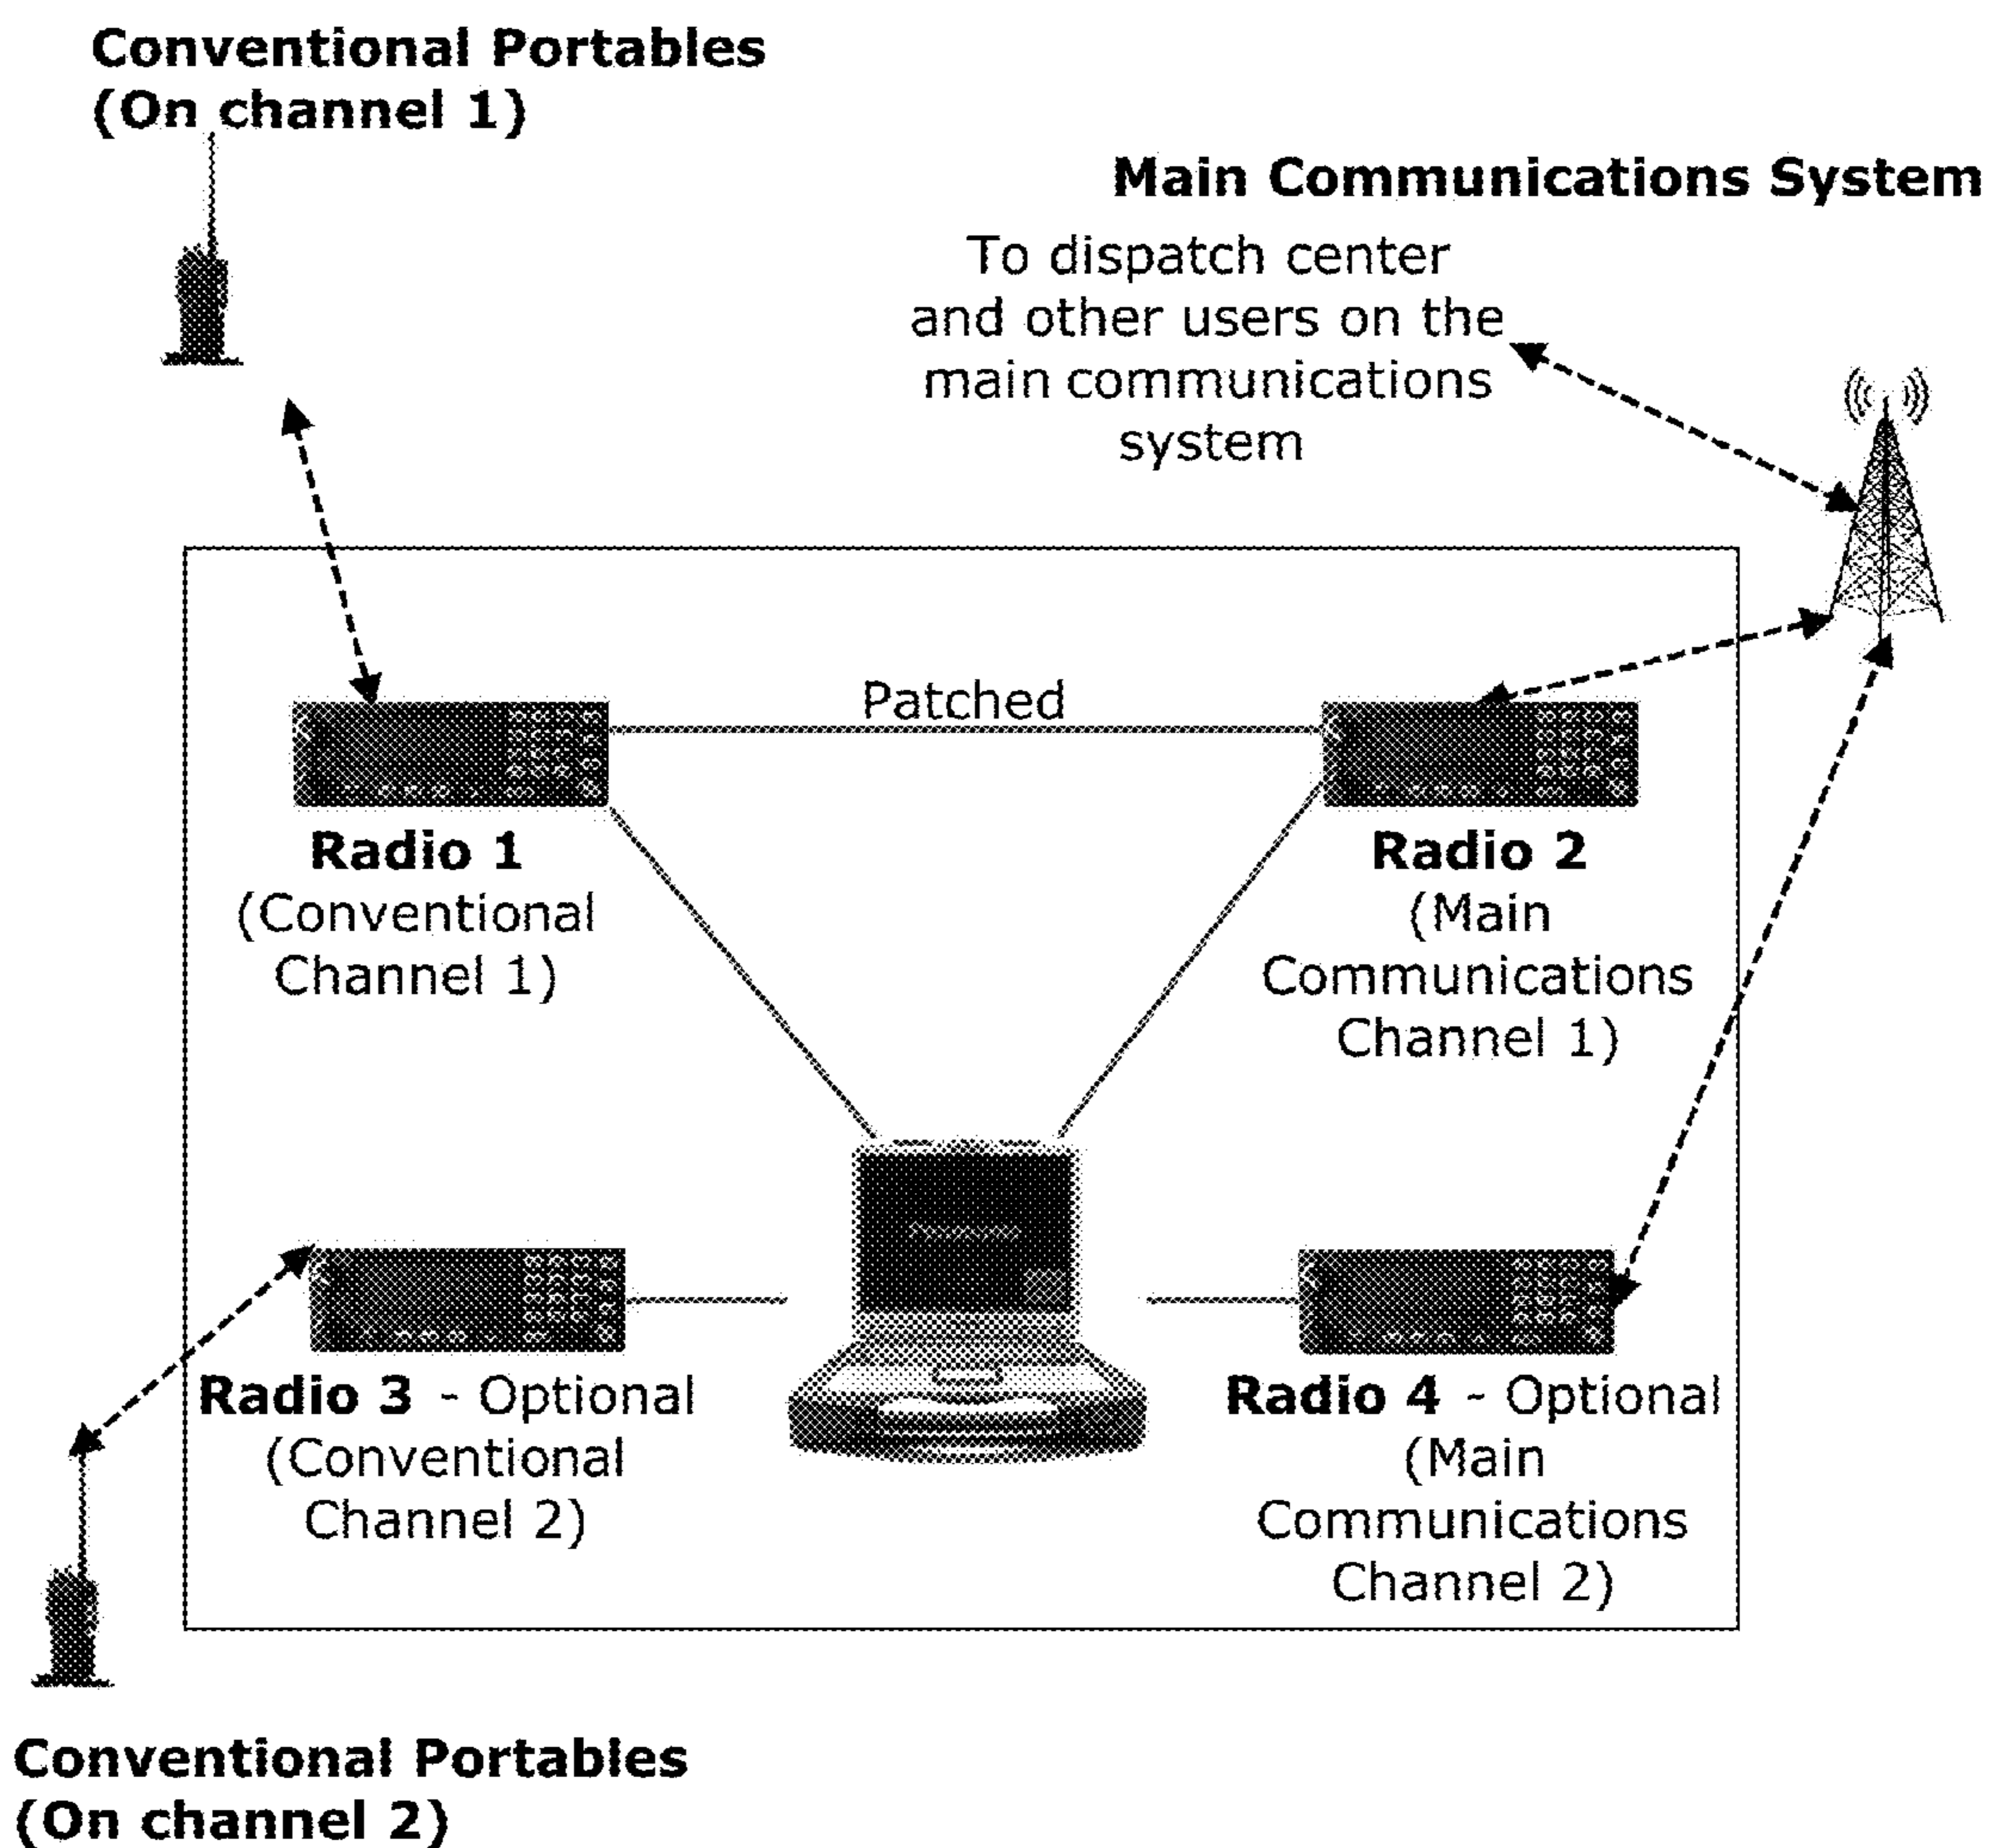 Conventional Portables
(On channel 1)
Main Communications System
To dispatch center
and other users on the
main communications
system
Patched
Radio 1
(Conventional
Channel 1)
Radio 2
(Main
Communications
Channel 1)
Radio 3 - Optional
(Conventional
Channel 2)
Radio 4 - Optional
(Main
Communications
Channel 2)
Conventional Portables
(On channel 2)